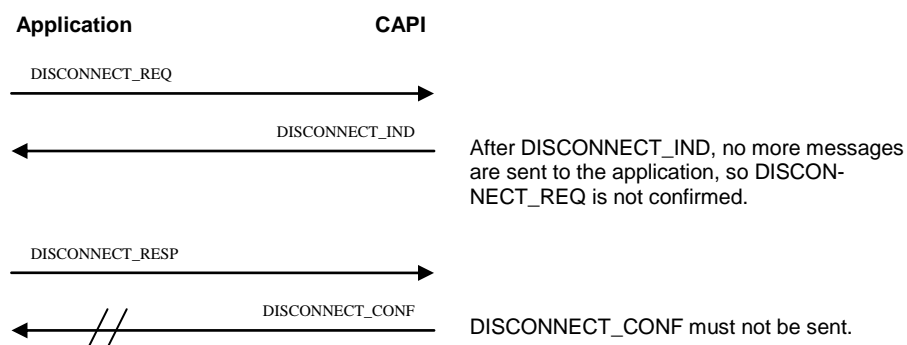 Application CAPI
DISCONNECT_REQ
DISCONNECT_IND
After DISCONNECT_IND, no more messages
are sent to the application, so DISCON-
NECT_REQ is not confirmed.
DISCONNECT_RESP
DISCONNECT_CONF
DISCONNECT_CONF must not be sent.